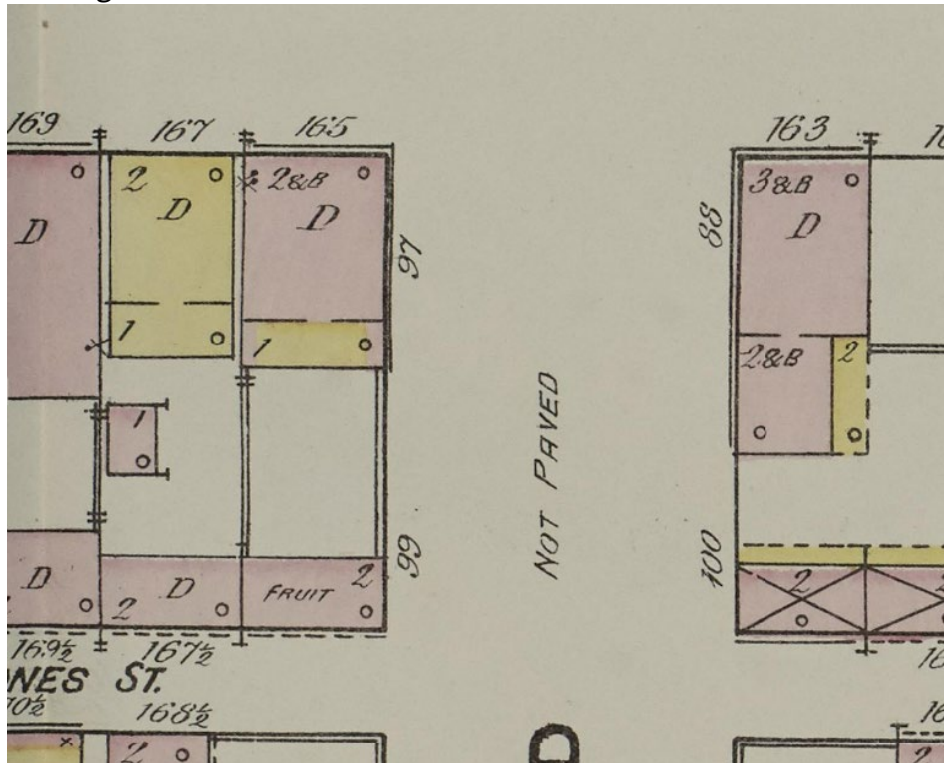 169 167 165 163
2 2&B 3&B
D D D D
97 88
1 1 2&B 2
1
NOT PAVED
99 100
D 2 D FRUIT 2 2
169½ 167½
NES ST.
168½
2 2
D